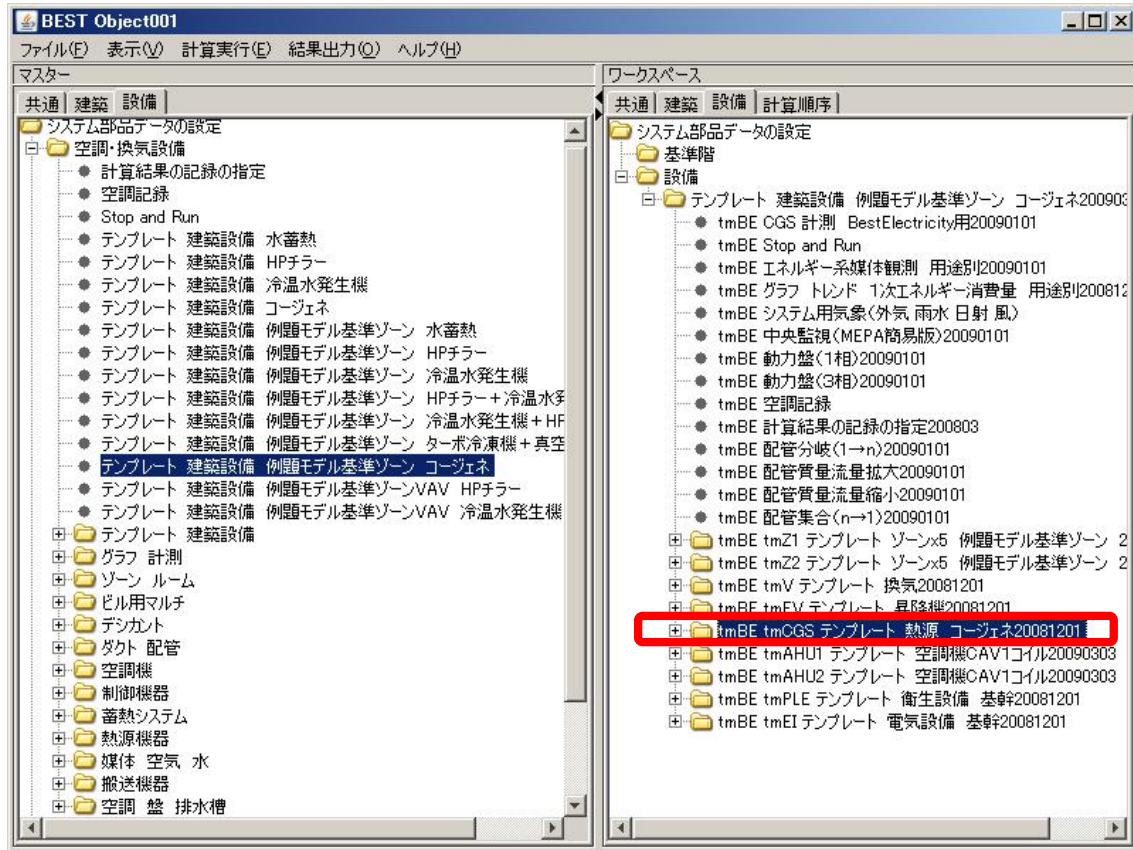 BEST Object001
ファイル(F) 表示(V) 計算実行(E) 結果出力(O) ヘルプ(H)
マスター
共通 建築 設備
システム部品データの設定
空調・換気設備
計算結果の記録の指定
空調記録
Stop and Run
テンプレート 建築設備 水蓄熱
テンプレート 建築設備 HPチラー
テンプレート 建築設備 冷温水発生機
テンプレート 建築設備 コージェネ
テンプレート 建築設備 例題モデル基準ゾーン 水蓄熱
テンプレート 建築設備 例題モデル基準ゾーン HPチラー
テンプレート 建築設備 例題モデル基準ゾーン 冷温水発生機
テンプレート 建築設備 例題モデル基準ゾーン HPチラー+冷温水発
テンプレート 建築設備 例題モデル基準ゾーン 冷温水発生機+HP
テンプレート 建築設備 例題モデル基準ゾーン ターボ冷凍機+真空
テンプレート 建築設備 例題モデル基準ゾーン コージェネ
テンプレート 建築設備 例題モデル基準ゾーンVAV HPチラー
テンプレート 建築設備 例題モデル基準ゾーンVAV 冷温水発生機
テンプレート 建築設備
グラフ 計測
ゾーン ルーム
ビル用マルチ
デシカント
ダクト 配管
空調機
制御機器
蓄熱システム
熱源機器
媒体 空気 水
搬送機器
空調 盤 排水槽
ワークスペース
共通 建築 設備 計算順序
システム部品データの設定
基準階
設備
テンプレート 建築設備 例題モデル基準ゾーン コージェネ200903
tmBE CGS 計測 BestElectricity用20090101
tmBE Stop and Run
tmBE エネルギー系媒体観測 用途別20090101
tmBE グラフ トレンド 1次エネルギー消費量 用途別200812
tmBE システム用気象(外気 雨水 日射 風)
tmBE 中央監視(MEPA簡易版)20090101
tmBE 動力盤(1相)20090101
tmBE 動力盤(3相)20090101
tmBE 空調記録
tmBE 計算結果の記録の指定200803
tmBE 配管分岐(1→n)20090101
tmBE 配管質量流量拡大20090101
tmBE 配管質量流量縮小20090101
tmBE 配管集合(n→1)20090101
tmBE tmZ1 テンプレート ゾーンx5 例題モデル基準ゾーン 2
tmBE tmZ2 テンプレート ゾーンx5 例題モデル基準ゾーン 2
tmBE tmV テンプレート 換気20081201
tmBE tmEV テンプレート 昇降機20081201
tmBE tmCGS テンプレート 熱源 コージェネ20081201
tmBE tmAHU1 テンプレート 空調機CAV1コイル20090303
tmBE tmAHU2 テンプレート 空調機CAV1コイル20090303
tmBE tmPLE テンプレート 衛生設備 基幹20081201
tmBE tmEI テンプレート 電気設備 基幹20081201